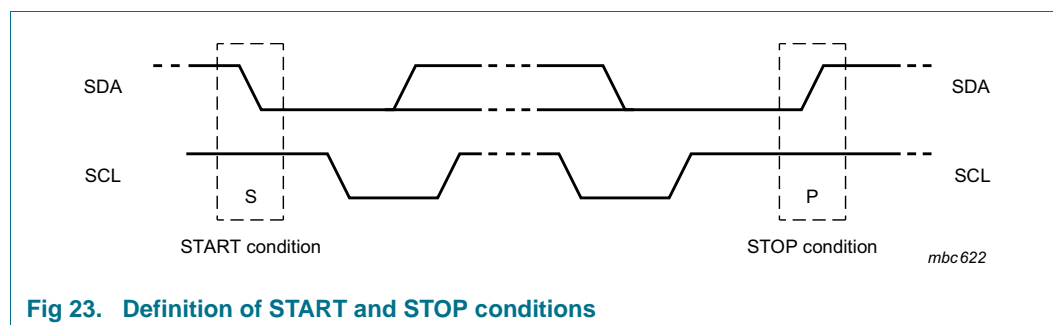 SDA SDA
SCL SCL
S P
START condition STOP condition
mbc622
Fig 23. Definition of START and STOP conditions